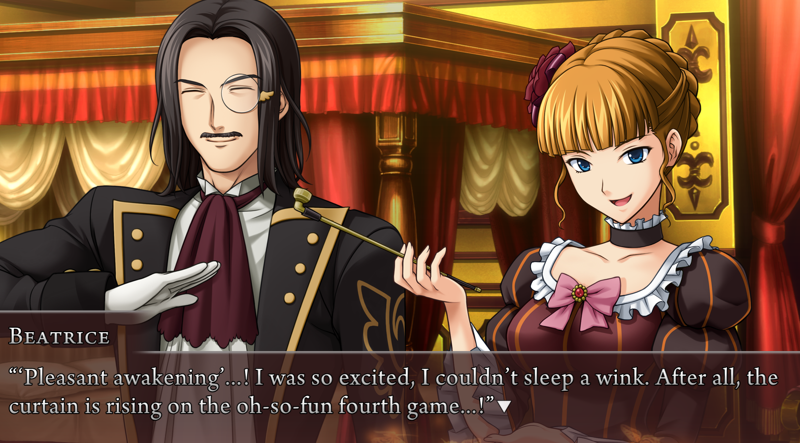 Beatrice
“‘Pleasant awakening’...! I was so excited, I couldn’t sleep a wink. After all, the
curtain is rising on the oh-so-fun fourth game...!”